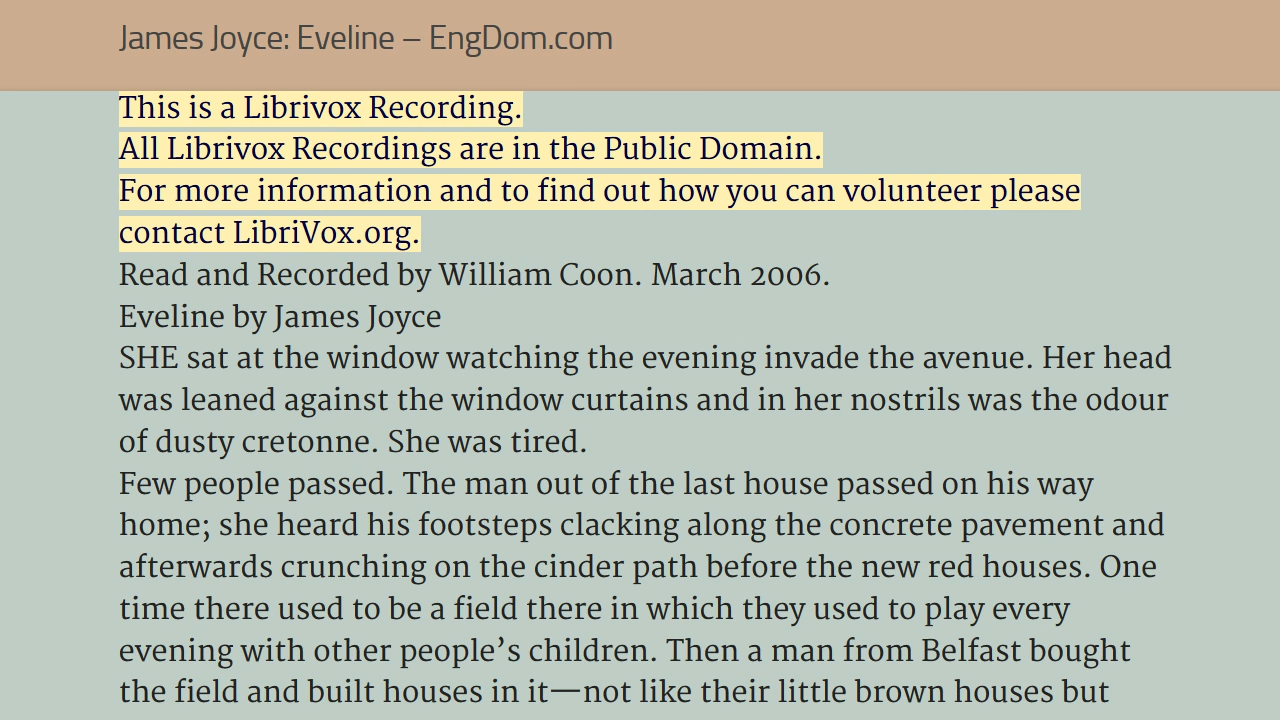 James Joyce: Eveline – EngDom.com
This is a Librivox Recording.
All Librivox Recordings are in the Public Domain.
For more information and to find out how you can volunteer please
contact LibriVox.org.
Read and Recorded by William Coon. March 2006.
Eveline by James Joyce
SHE sat at the window watching the evening invade the avenue. Her head
was leaned against the window curtains and in her nostrils was the odour
of dusty cretonne. She was tired.
Few people passed. The man out of the last house passed on his way
home; she heard his footsteps clacking along the concrete pavement and
afterwards crunching on the cinder path before the new red houses. One
time there used to be a field there in which they used to play every
evening with other people’s children. Then a man from Belfast bought
the field and built houses in it—not like their little brown houses but